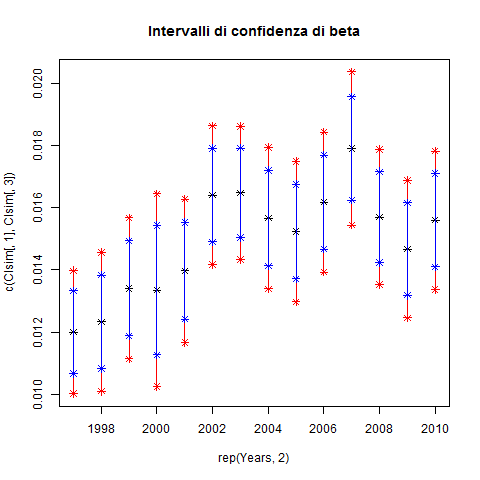 Intervalli di confidenza di beta
c(CIsim[, 1], CIsim[, 3])
0.020
0.018
0.016
0.014
0.012
0.010
1998 2000 2002 2004 2006 2008 2010
rep(Years, 2)